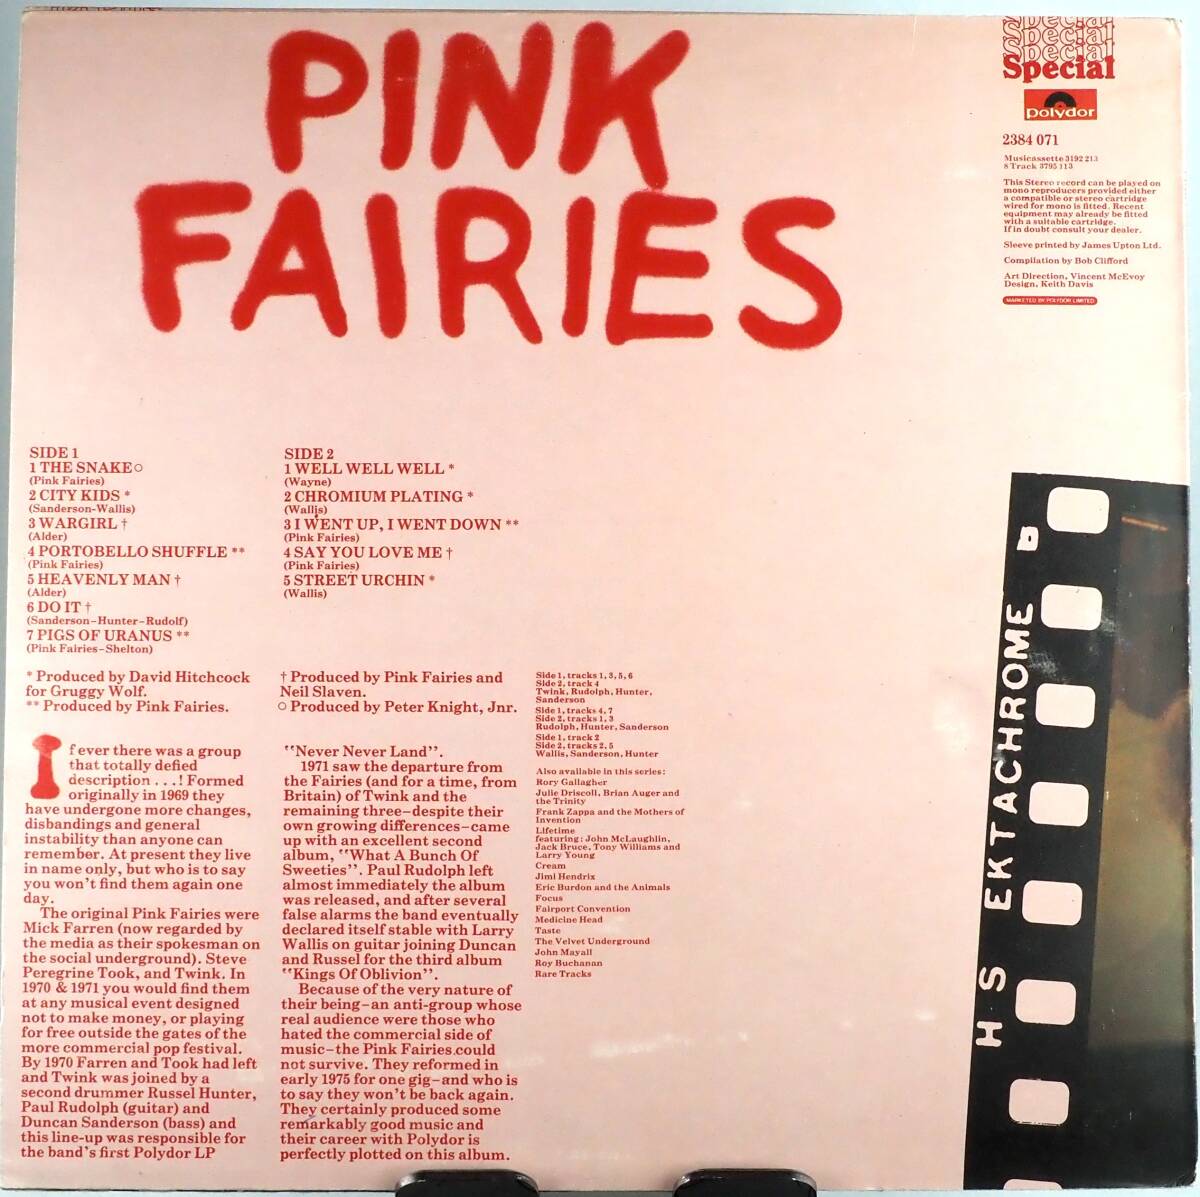 PINK
FAIRIES
Special
Special
Special
Special
polydor
2384 071
Musicassette 3192 213
8 Track 3795 113
This Stereo record can be played on
mono reproducers provided either
a compatible or stereo cartridge
wired for mono is fitted. Recent
equipment may already be fitted
with a suitable cartridge.
If in doubt consult your dealer.
Sleeve printed by James Upton Ltd.
Compilation by Bob Clifford
Art Direction, Vincent McEvoy
Design, Keith Davis
MARKETED BY POLYDOR LIMITED
SIDE 1
1 THE SNAKE○
(Pink Fairies)
2 CITY KIDS *
(Sanderson-Wallis)
3 WARGIRL †
(Alder)
4 PORTOBELLO SHUFFLE **
(Pink Fairies)
5 HEAVENLY MAN †
(Alder)
6 DO IT †
(Sanderson-Hunter-Rudolf)
7 PIGS OF URANUS **
(Pink Fairies-Shelton)
SIDE 2
1 WELL WELL WELL *
(Wayne)
2 CHROMIUM PLATING *
(Wallis)
3 I WENT UP, I WENT DOWN **
(Pink Fairies)
4 SAY YOU LOVE ME †
(Pink Fairies)
5 STREET URCHIN *
(Wallis)
* Produced by David Hitchcock
for Gruggy Wolf.
** Produced by Pink Fairies.
† Produced by Pink Fairies and
Neil Slaven.
○ Produced by Peter Knight, Jnr.
If ever there was a group
that totally defied
description . . .! Formed
originally in 1969 they
have undergone more changes,
disbandings and general
instability than anyone can
remember. At present they live
in name only, but who is to say
you won't find them again one
day.
The original Pink Fairies were
Mick Farren (now regarded by
the media as their spokesman on
the social underground). Steve
Peregrine Took, and Twink. In
1970 & 1971 you would find them
at any musical event designed
not to make money, or playing
for free outside the gates of the
more commercial pop festival.
By 1970 Farren and Took had left
and Twink was joined by a
second drummer Russel Hunter,
Paul Rudolph (guitar) and
Duncan Sanderson (bass) and
this line-up was responsible for
the band's first Polydor LP
"Never Never Land".
1971 saw the departure from
the Fairies (and for a time, from
Britain) of Twink and the
remaining three-despite their
own growing differences-came
up with an excellent second
album, "What A Bunch Of
Sweeties". Paul Rudolph left
almost immediately the album
was released, and after several
false alarms the band eventually
declared itself stable with Larry
Wallis on guitar joining Duncan
and Russel for the third album
"Kings Of Oblivion".
Because of the very nature of
their being-an anti-group whose
real audience were those who
hated the commercial side of
music-the Pink Fairies could
not survive. They reformed in
early 1975 for one gig-and who is
to say they won't be back again.
They certainly produced some
remarkably good music and
their career with Polydor is
perfectly plotted on this album.
Side 1, tracks 1, 3, 5, 6
Side 2, track 4
Twink, Rudolph, Hunter,
Sanderson
Side 1, tracks 4, 7
Side 2, tracks 1, 3
Rudolph, Hunter, Sanderson
Side 1, track 2
Side 2, tracks 2, 5
Wallis, Sanderson, Hunter
Also available in this series:
Rory Gallagher
Julie Driscoll, Brian Auger and
the Trinity
Frank Zappa and the Mothers of
Invention
Lifetime
featuring: John McLaughlin,
Jack Bruce, Tony Williams and
Larry Young
Cream
Jimi Hendrix
Eric Burdon and the Animals
Focus
Fairport Convention
Medicine Head
Taste
The Velvet Underground
John Mayall
Roy Buchanan
Rare Tracks
HS EKTACHROME